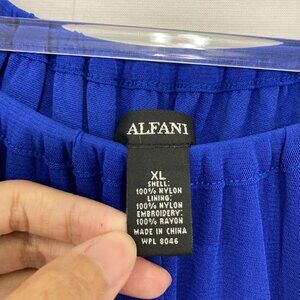 ALFANI
XL
SHELL:
100% NYLON
LINING:
100% NYLON
EMBROIDERY:
100% RAYON
MADE IN CHINA
WPL 8046